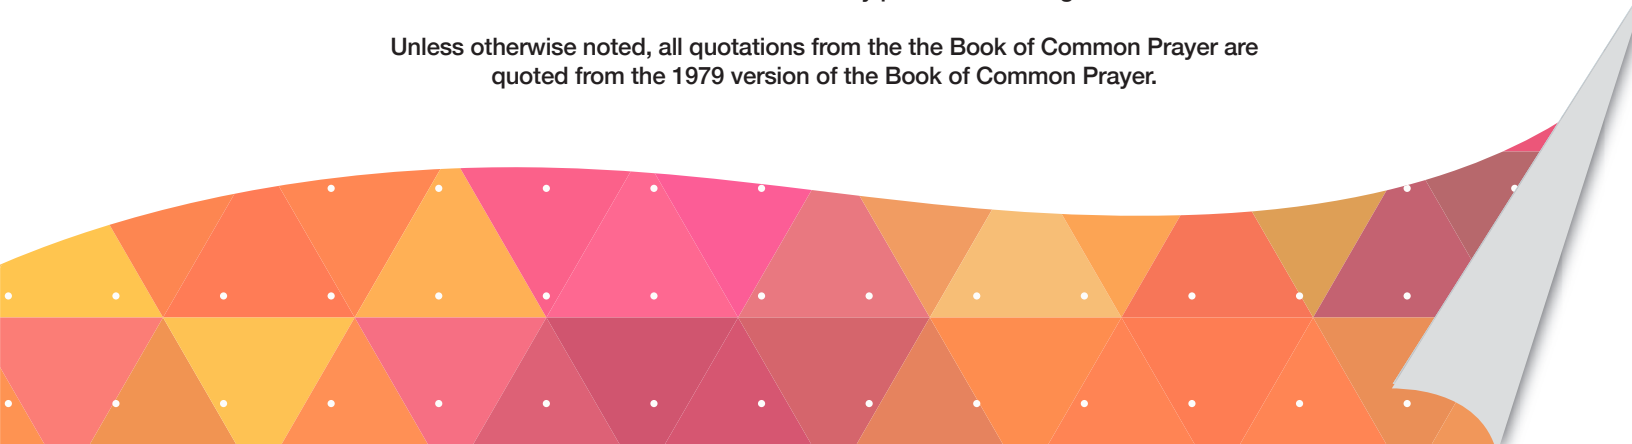 Unless otherwise noted, all quotations from the the Book of Common Prayer are
quoted from the 1979 version of the Book of Common Prayer.